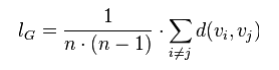 l_G = \frac{1}{n \cdot (n-1)} \cdot \sum_{i \neq j} d(v_i, v_j)